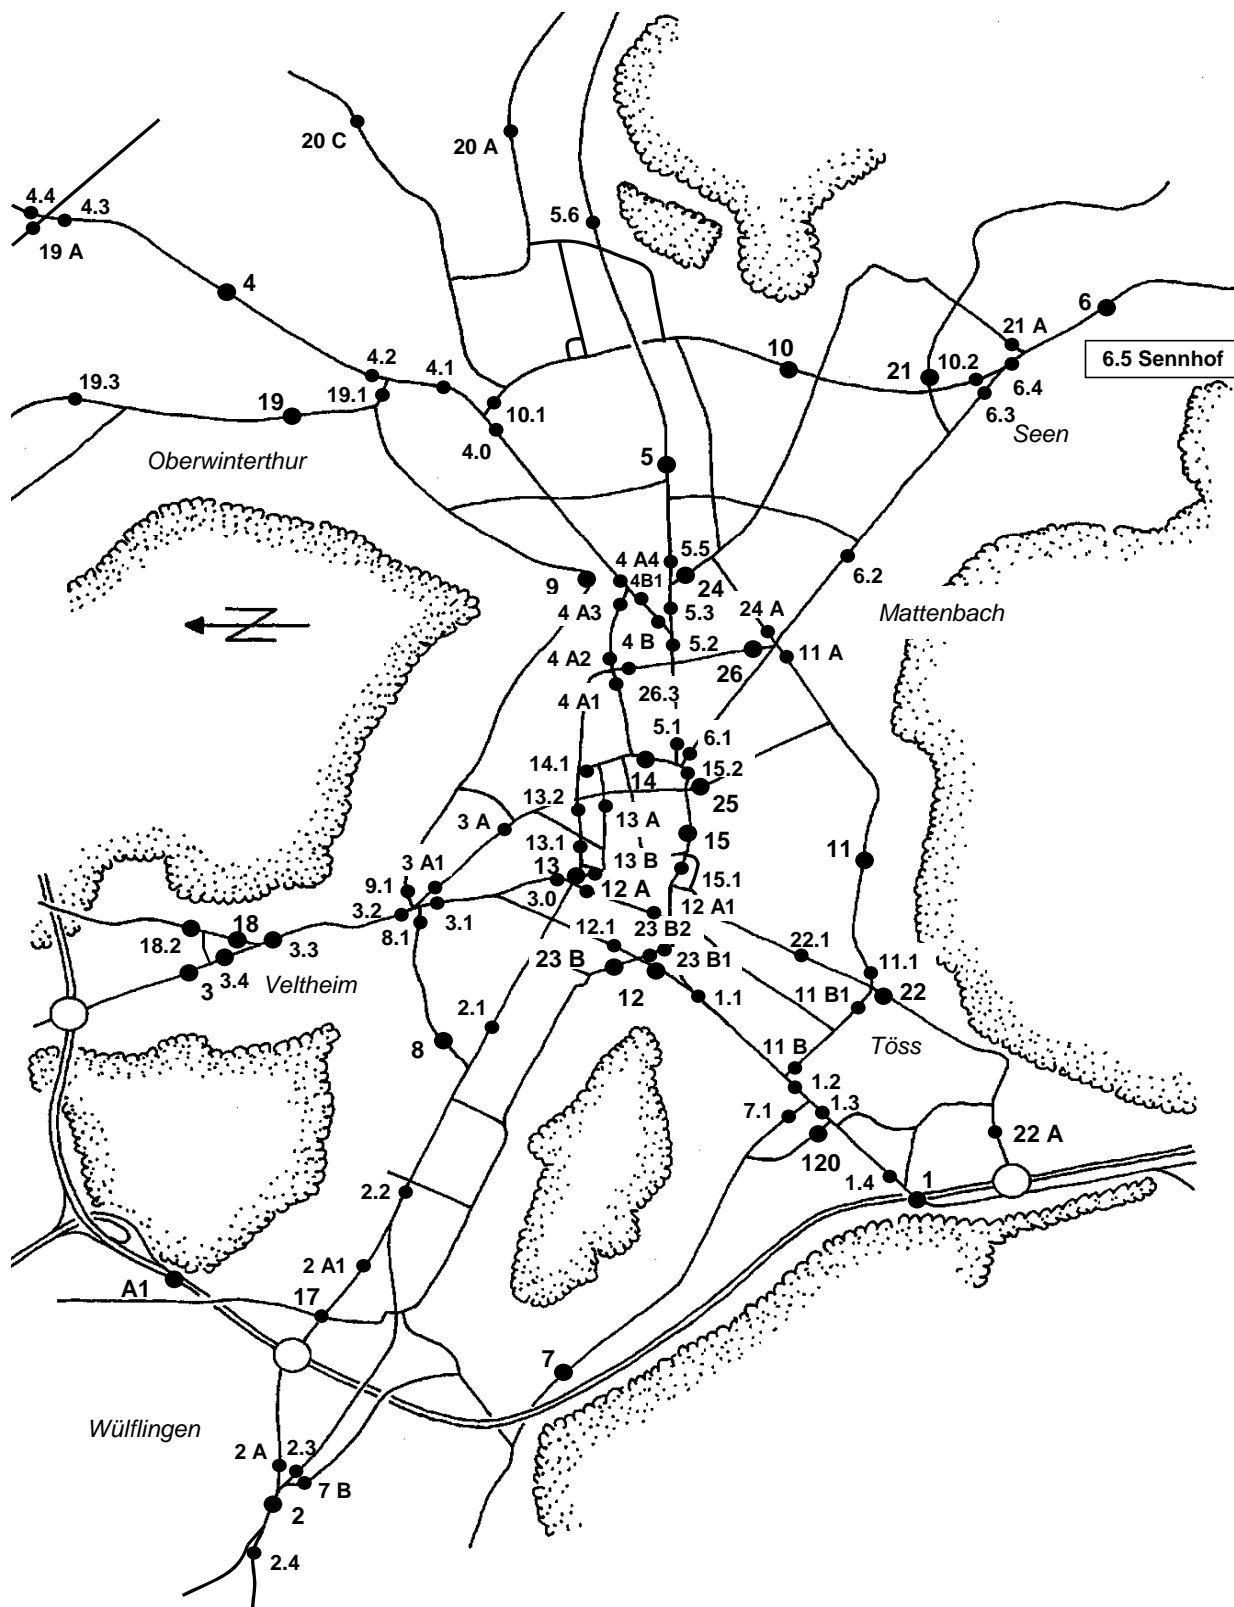 20 C
20 A
4.4
4.3
5.6
19 A
4
6
21 A
10
4.2
4.1
21
10.2
6.5 Sennhof
19.3
19.1
6.4
19
10.1
6.3
Seen
4.0
Oberwinterthur
5
4 A4
5.5
4B1
24
6.2
9
4 A3
5.3
24 A
Mattenbach
4 B
5.2
4 A2
26
11 A
4 A1
26.3
5.1
6.1
14.1
14
15.2
13.2
25
3 A
13 A
13.1
15
11
13 B
3 A1
13
9.1
12 A
15.1
3.0
3.2
3.1
12 A1
18
8.1
12.1
23 B2
22.1
18.2
3.3
23 B
23 B1
11.1
3
3.4
Veltheim
12
1.1
11 B1
22
2.1
8
11 B
Töss
1.2
7.1
1.3
120
22 A
2.2
1.4
1
2 A1
A1
17
7
Wülflingen
2 A
2.3
7 B
2
2.4